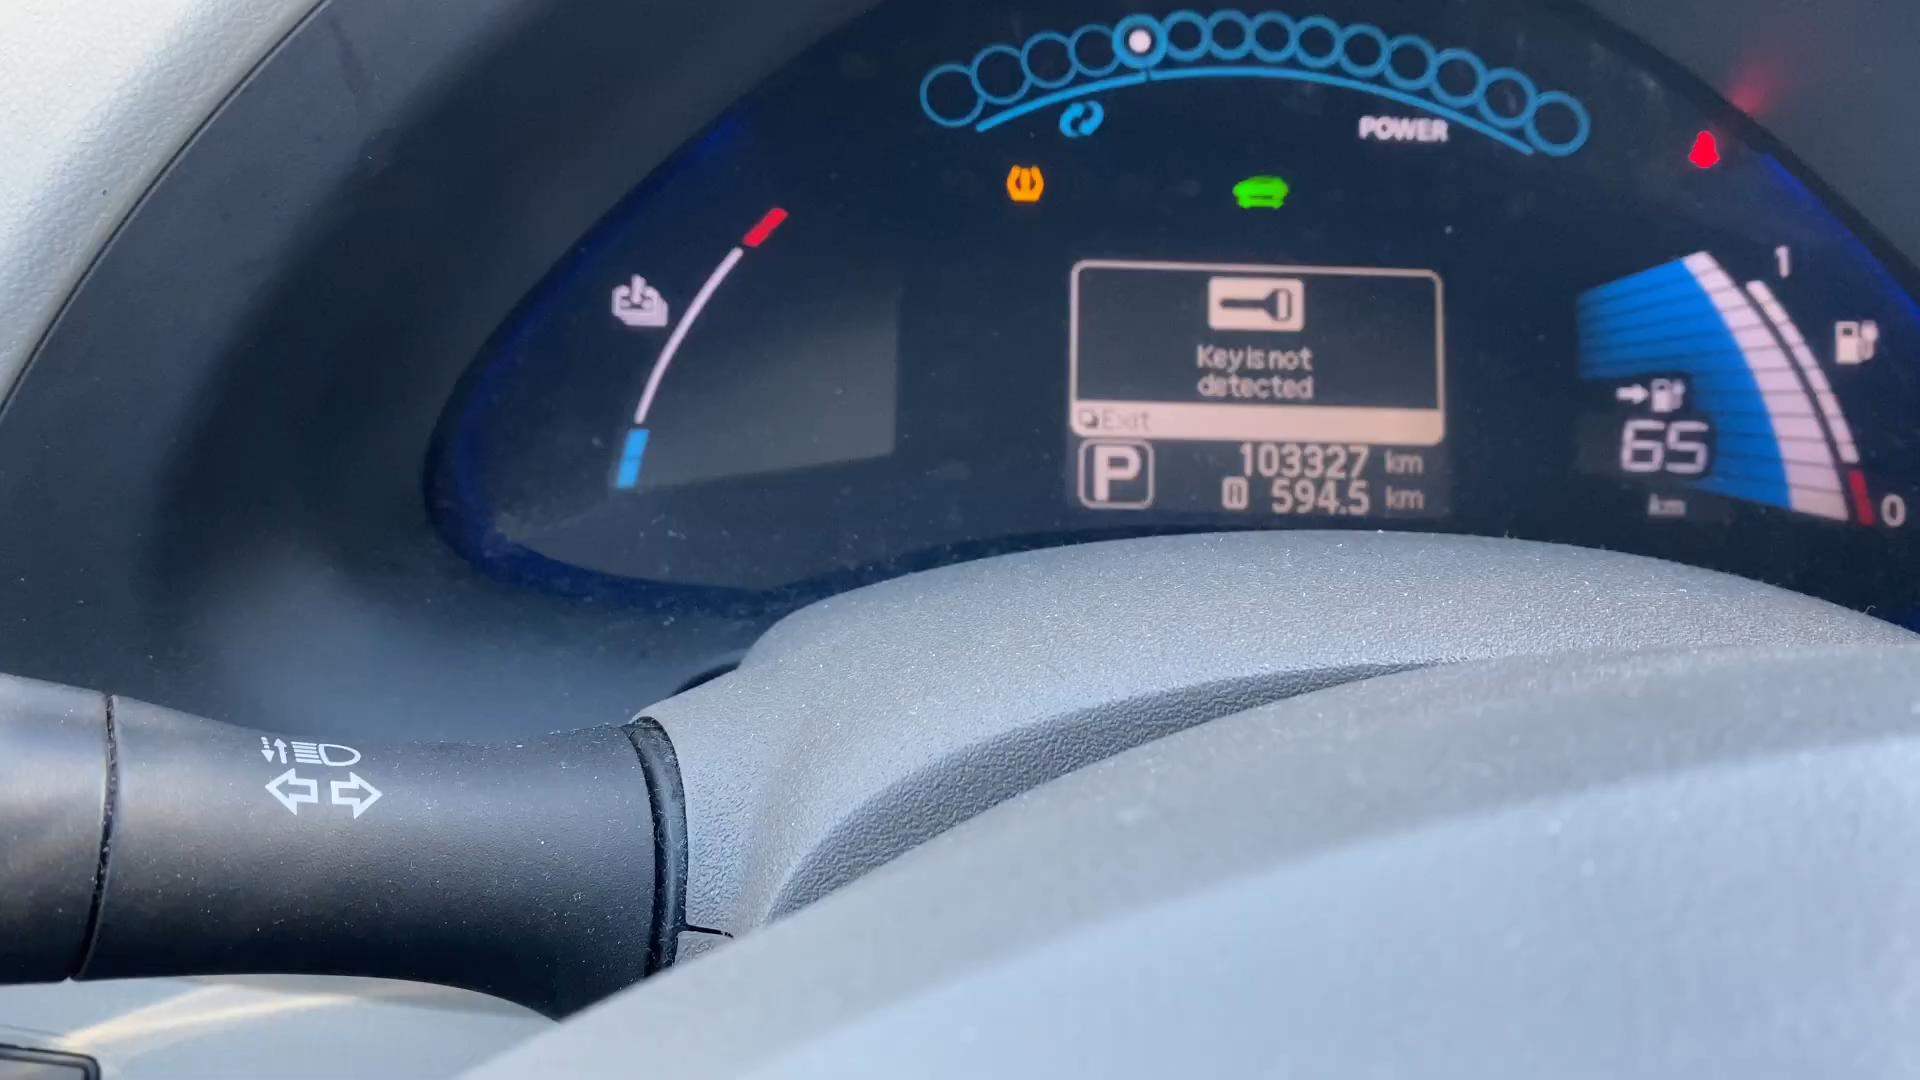 POWER
1
Key is not
detected
Exit
65
km
P
103327 km
594.5 km
0